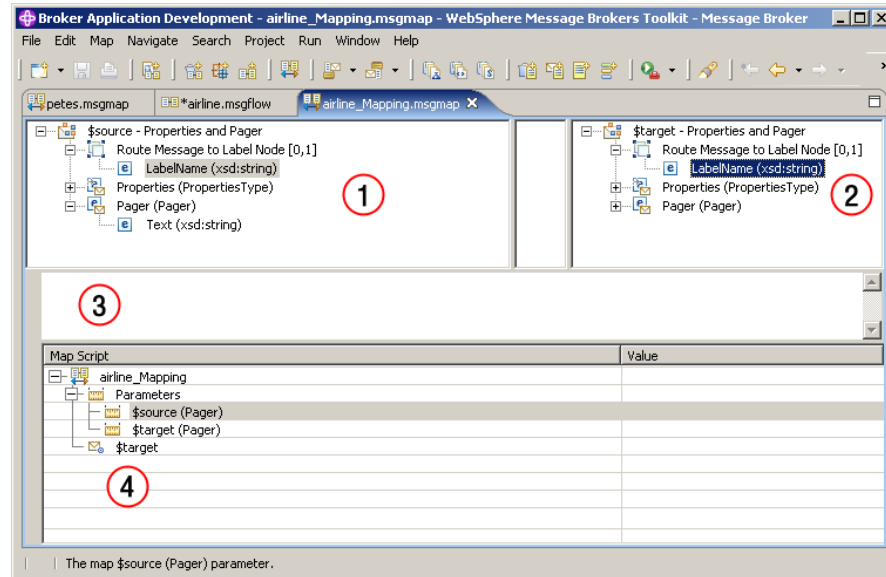 Broker Application Development - airline_Mapping.msgmap - WebSphere Message Brokers Toolkit - Message Broker
File Edit Map Navigate Search Project Run Window Help
petes.msgmap *airline.msgflow airline_Mapping.msgmap
$source - Properties and Pager
Route Message to Label Node [0,1]
e LabelName (xsd:string)
Properties (PropertiesType)
Pager (Pager)
e Text (xsd:string)
1
$target - Properties and Pager
Route Message to Label Node [0,1]
e LabelName (xsd:string)
Properties (PropertiesType)
Pager (Pager)
2
3
Map Script Value
airline_Mapping
Parameters
$source (Pager)
$target (Pager)
$target
4
The map $source (Pager) parameter.